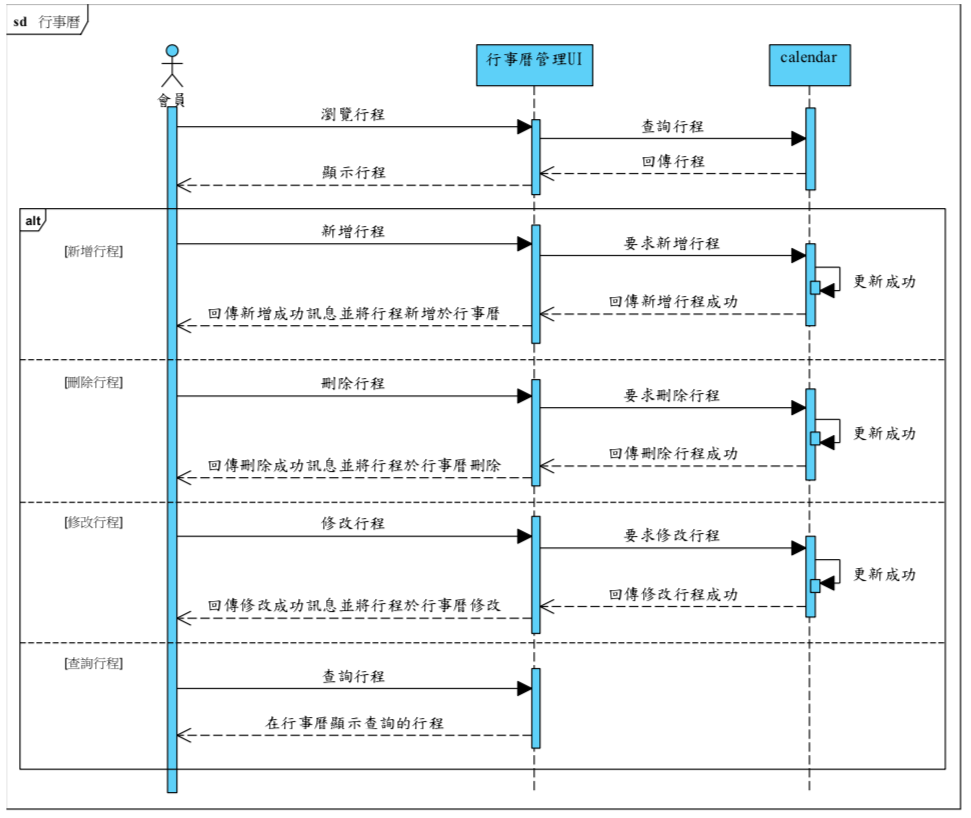 sd 行事曆
行事曆管理UI
calendar
會員
瀏覽行程
查詢行程
回傳行程
顯示行程
alt
[新增行程]
新增行程
要求新增行程
更新成功
回傳新增行程成功
回傳新增成功訊息並將行程新增於行事曆
[刪除行程]
刪除行程
要求刪除行程
更新成功
回傳刪除行程成功
回傳刪除成功訊息並將行程於行事曆刪除
[修改行程]
修改行程
要求修改行程
更新成功
回傳修改行程成功
回傳修改成功訊息並將行程於行事曆修改
[查詢行程]
查詢行程
在行事曆顯示查詢的行程